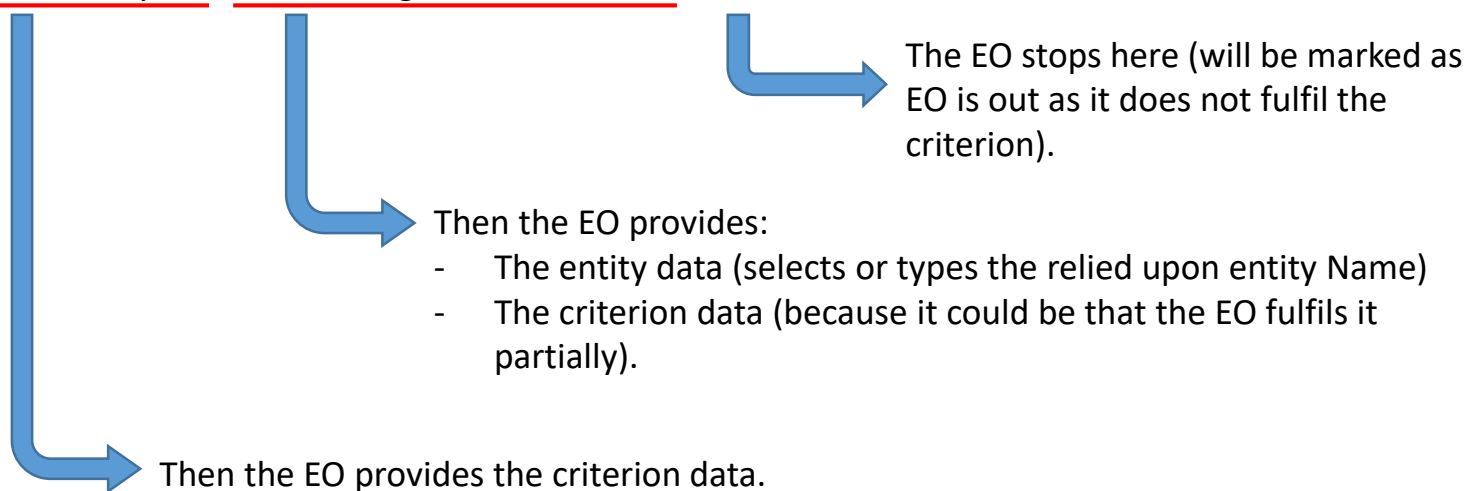 The EO stops here (will be marked as
EO is out as it does not fulfil the
criterion).
Then the EO provides:
- The entity data (selects or types the relied upon entity Name)
- The criterion data (because it could be that the EO fulfils it
partially).
Then the EO provides the criterion data.